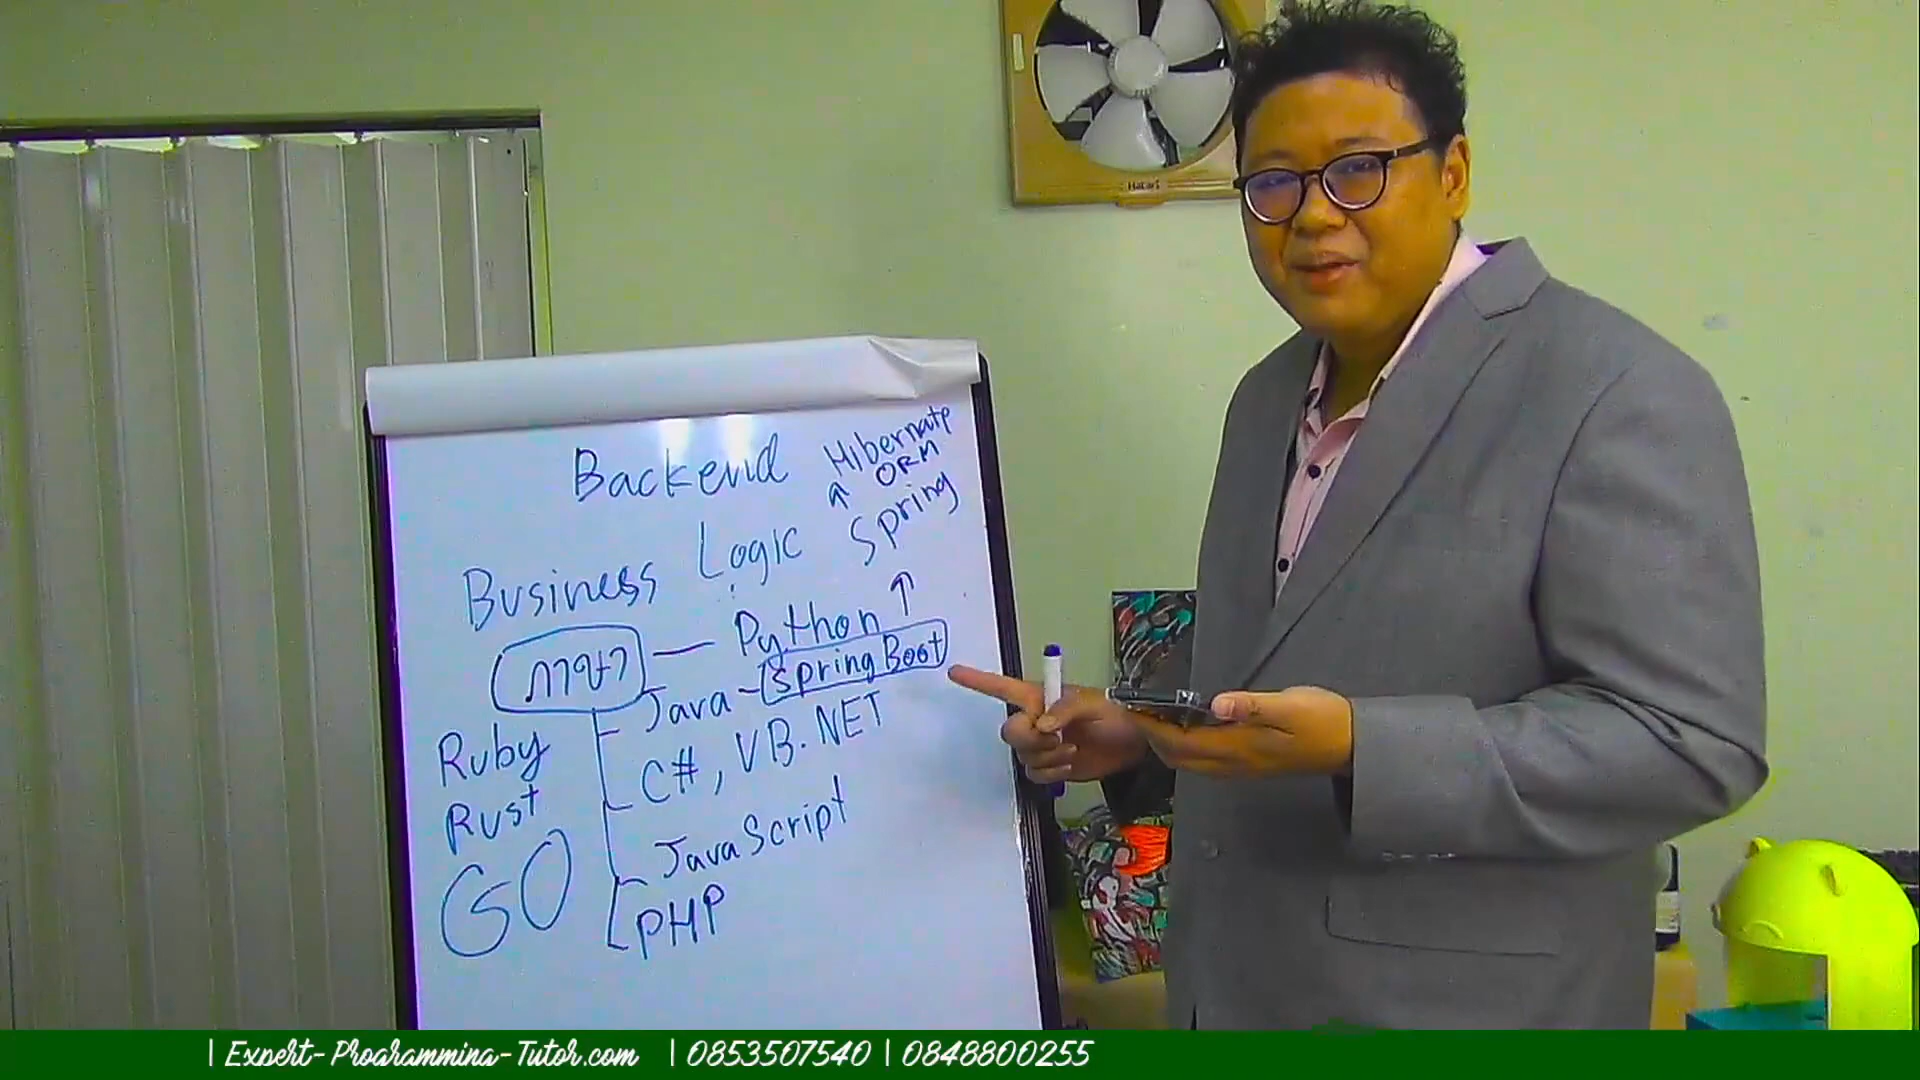 Hatari
Backend
Hibernate
ORM
Spring
Business Logic
ภาษา
Python
Java
Spring Boot
C#, VB.NET
JavaScript
PHP
Ruby
Rust
GO
| Expert-Programming-Tutor.com | 0853507540 | 0848800255